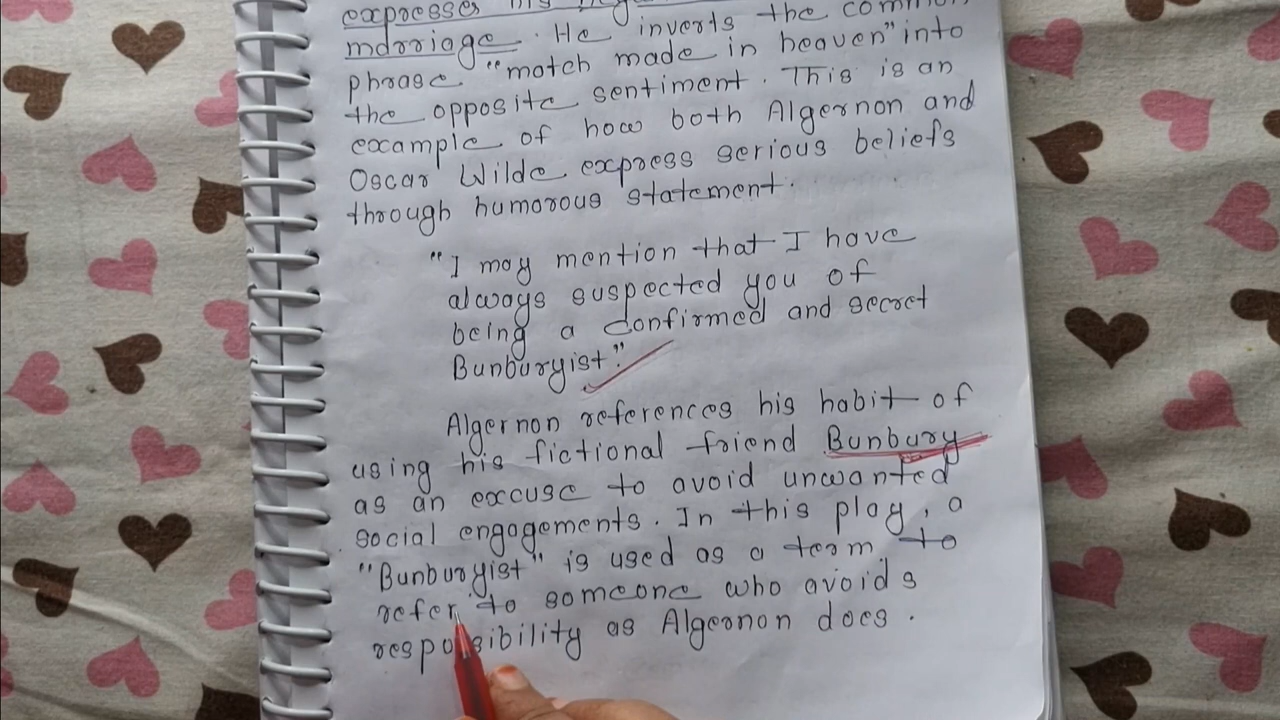 expresses his
marriage. He inverts the common
phrase "match made in heaven" into
the opposite sentiment. This is an
example of how both Algernon and
Oscar Wilde express serious beliefs
through humorous statement.
"I may mention that I have
always suspected you of
being a confirmed and secret
Bunburyist".
Algernon references his habit of
using his fictional friend Bunbury
as an excuse to avoid unwanted
social engagements. In this play, a
"Bunburyist" is used as a term to
refer to someone who avoids
responsibility as Algernon does.